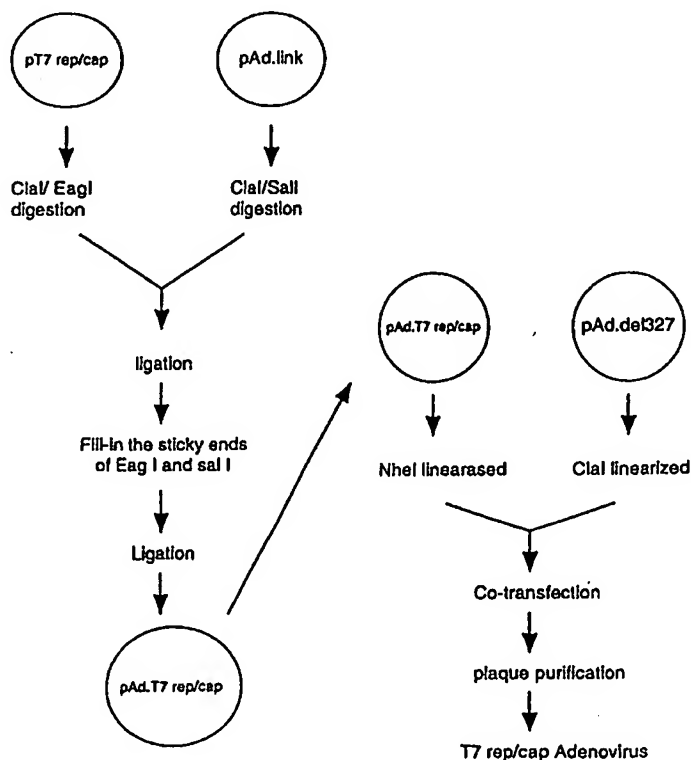 pT7 rep/cap
pAd.link
ClaI/ EagI
digestion
ClaI/SalI
digestion
ligation
Fill-in the sticky ends
of Eag I and sal I
Ligation
pAd.T7 rep/cap
pAd.T7 rep/cap
pAd.del327
NheI linearased
ClaI linearized
Co-transfection
plaque purification
T7 rep/cap Adenovirus